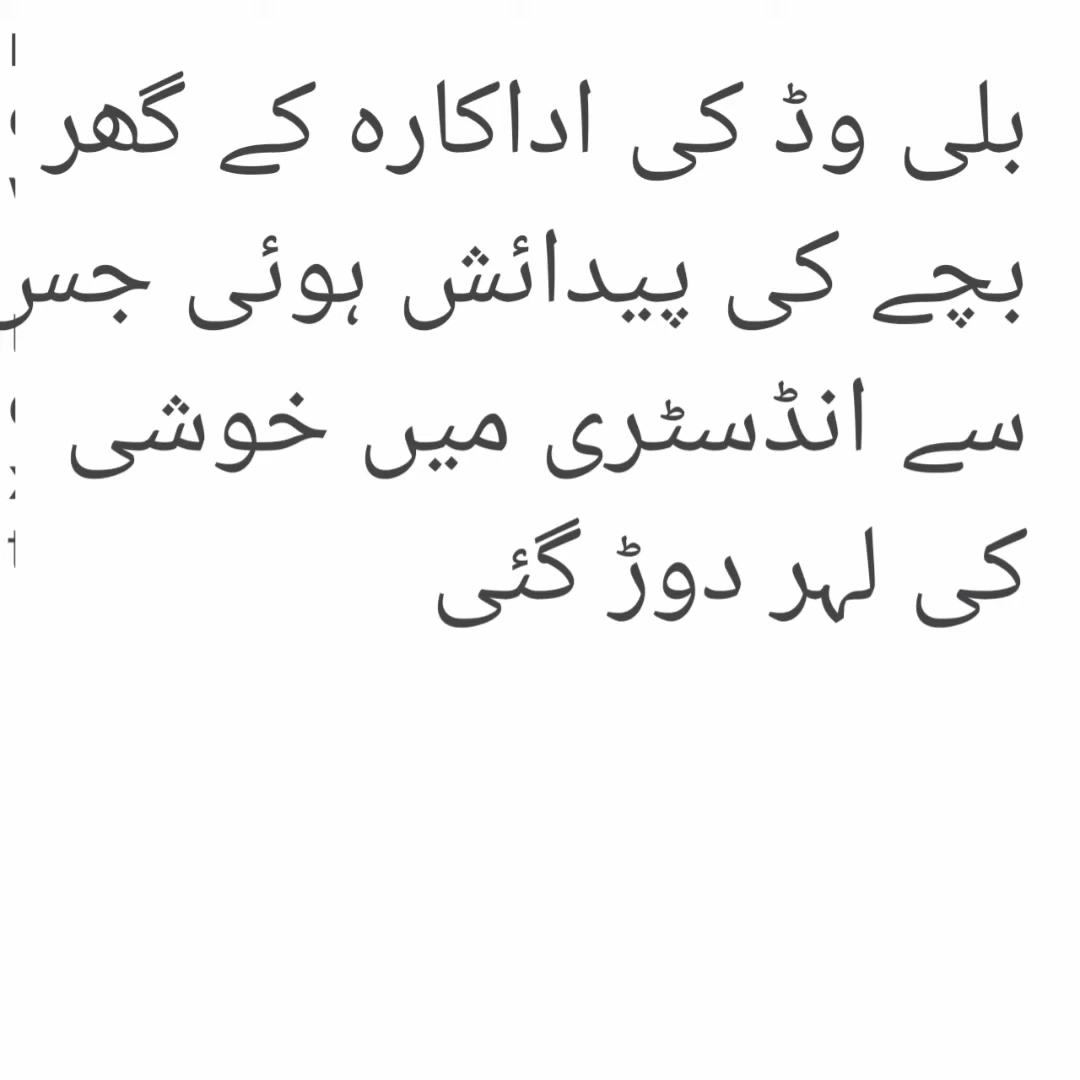 بلی وڈ کی اداکارہ کے گھر
بچے کی پیدائش ہوئی جس
سے انڈسٹری میں خوشی
کی لہر دوڑ گئی